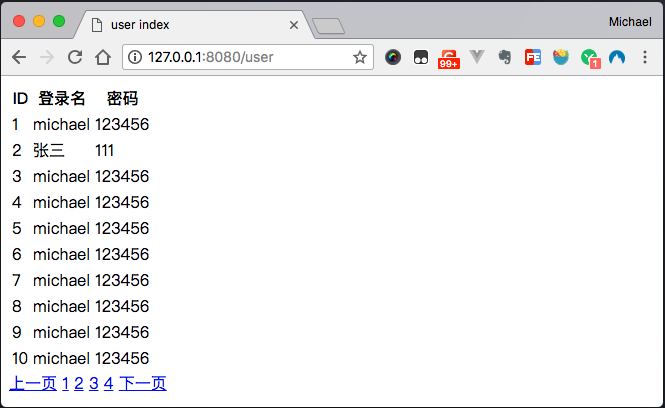 user index
Michael
127.0.0.1:8080/user
99+
1
ID 登录名 密码
1 michael 123456
2 张三 111
3 michael 123456
4 michael 123456
5 michael 123456
6 michael 123456
7 michael 123456
8 michael 123456
9 michael 123456
10 michael 123456
上一页 1 2 3 4 下一页